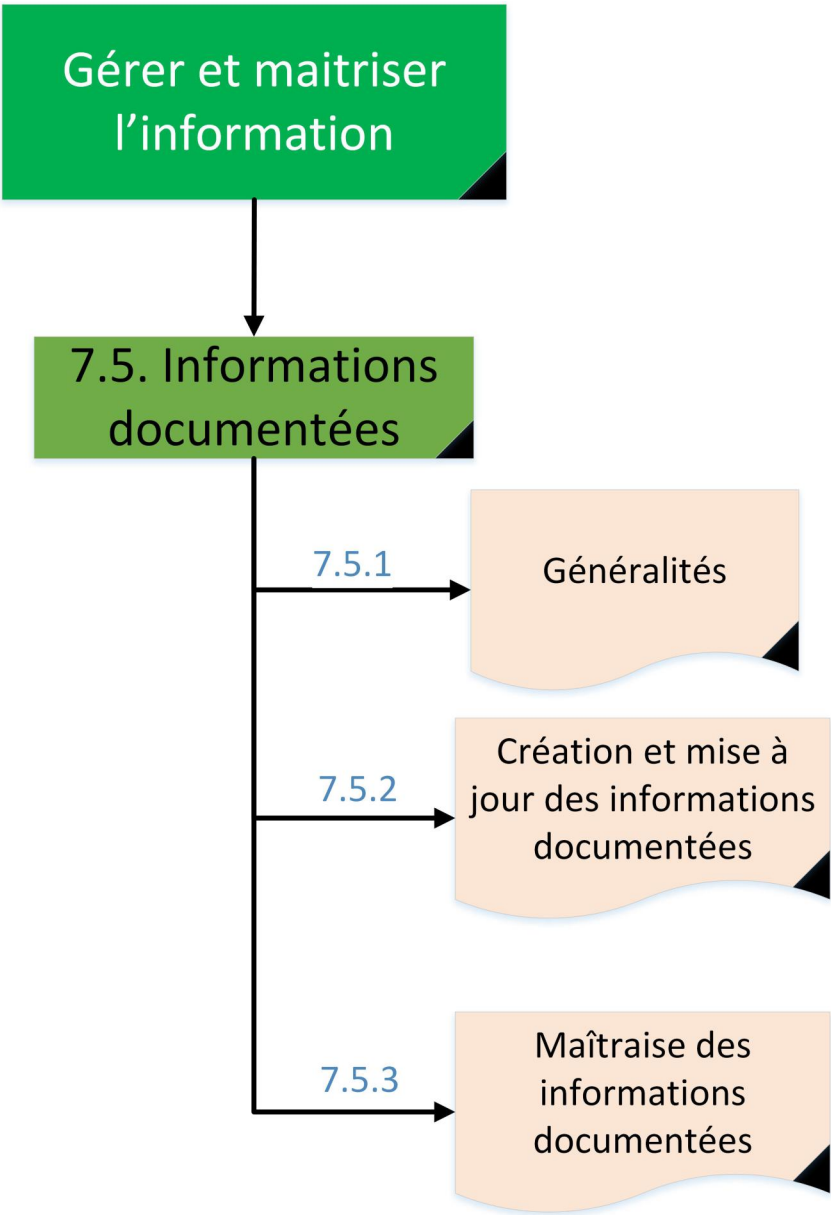 Gérer et maitriser
l’information
7.5. Informations
documentées
7.5.1
Généralités
7.5.2
Création et mise à
jour des informations
documentées
7.5.3
Maîtraise des
informations
documentées